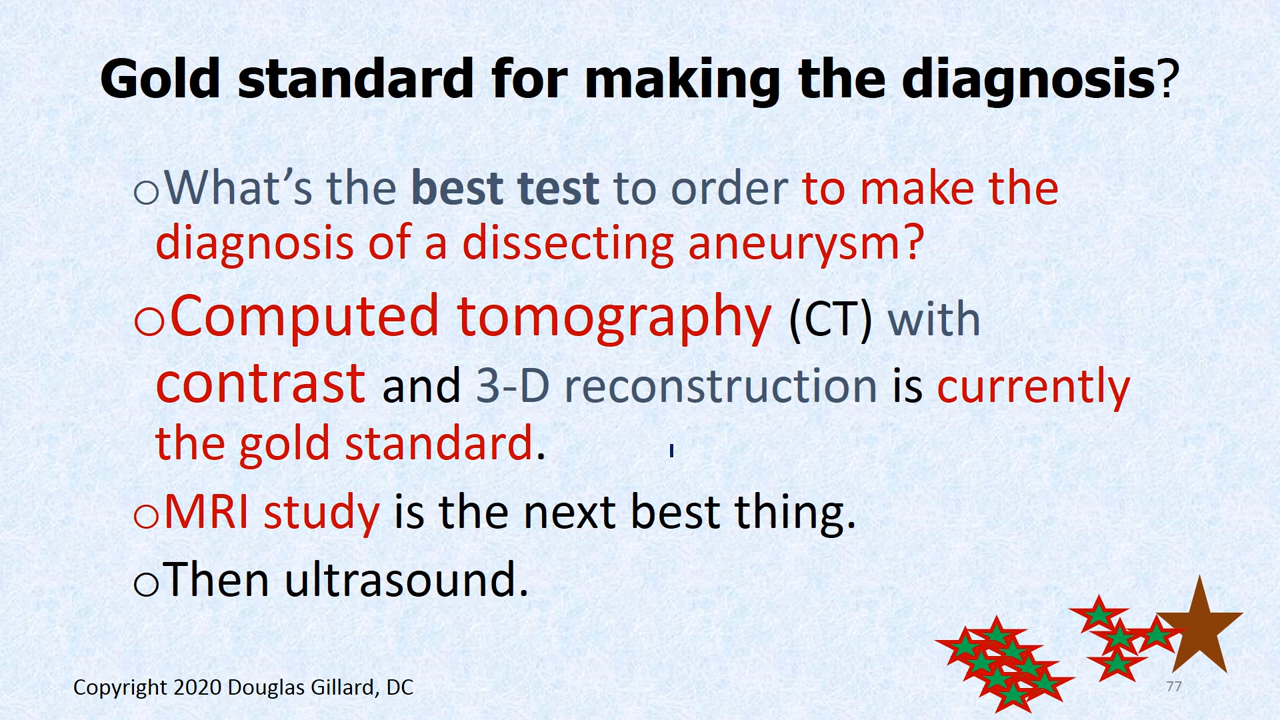 Gold standard for making the diagnosis?
○What's the best test to order to make the
diagnosis of a dissecting aneurysm?
○Computed tomography (CT) with
contrast and 3-D reconstruction is currently
the gold standard.
○MRI study is the next best thing.
○Then ultrasound.
Copyright 2020 Douglas Gillard, DC
77